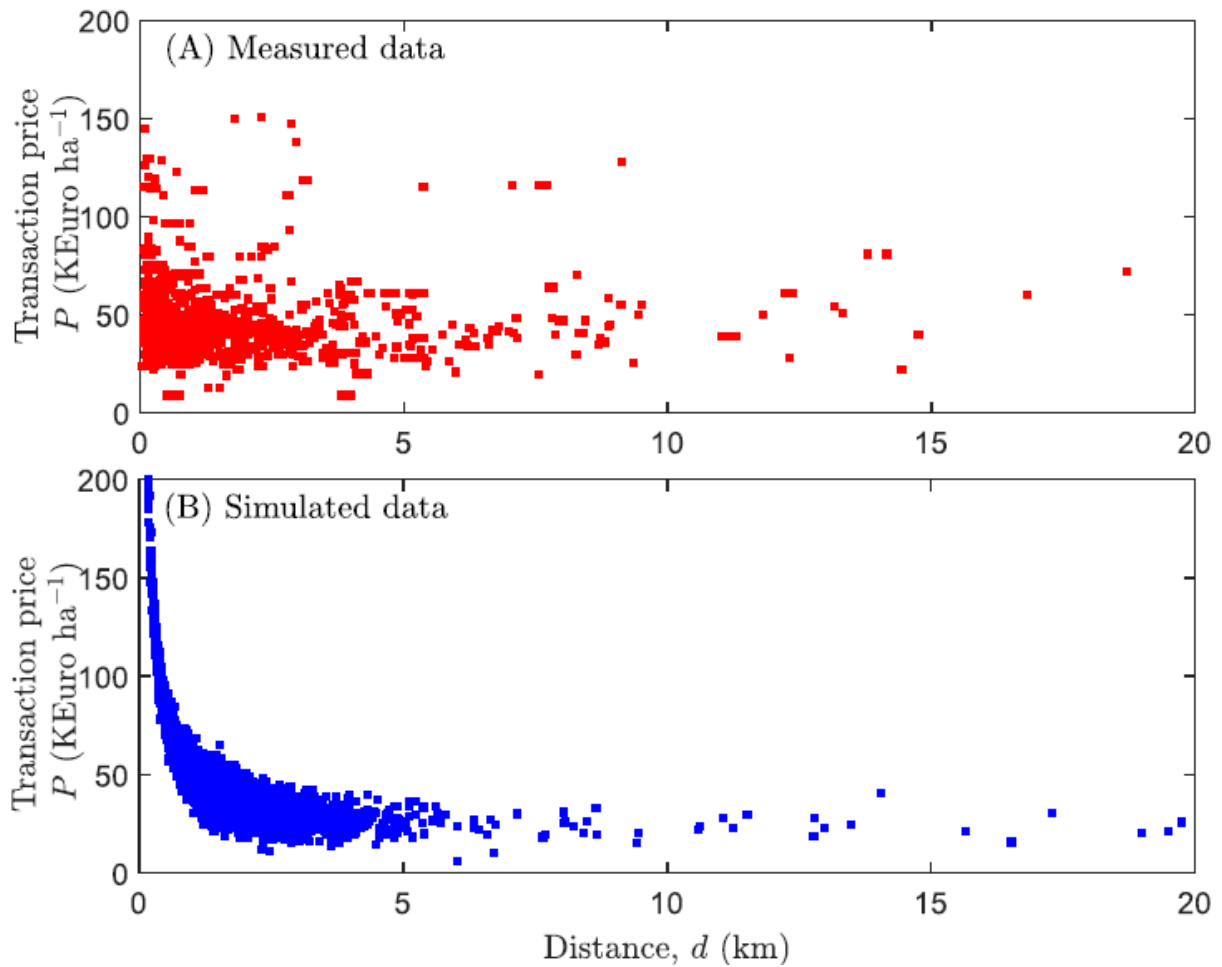 (A) Measured data
Transaction price
P (KEuro ha⁻¹)
200
150
100
50
0
0 5 10 15 20
(B) Simulated data
Transaction price
P (KEuro ha⁻¹)
200
150
100
50
0
0 5 10 15 20
Distance, d (km)